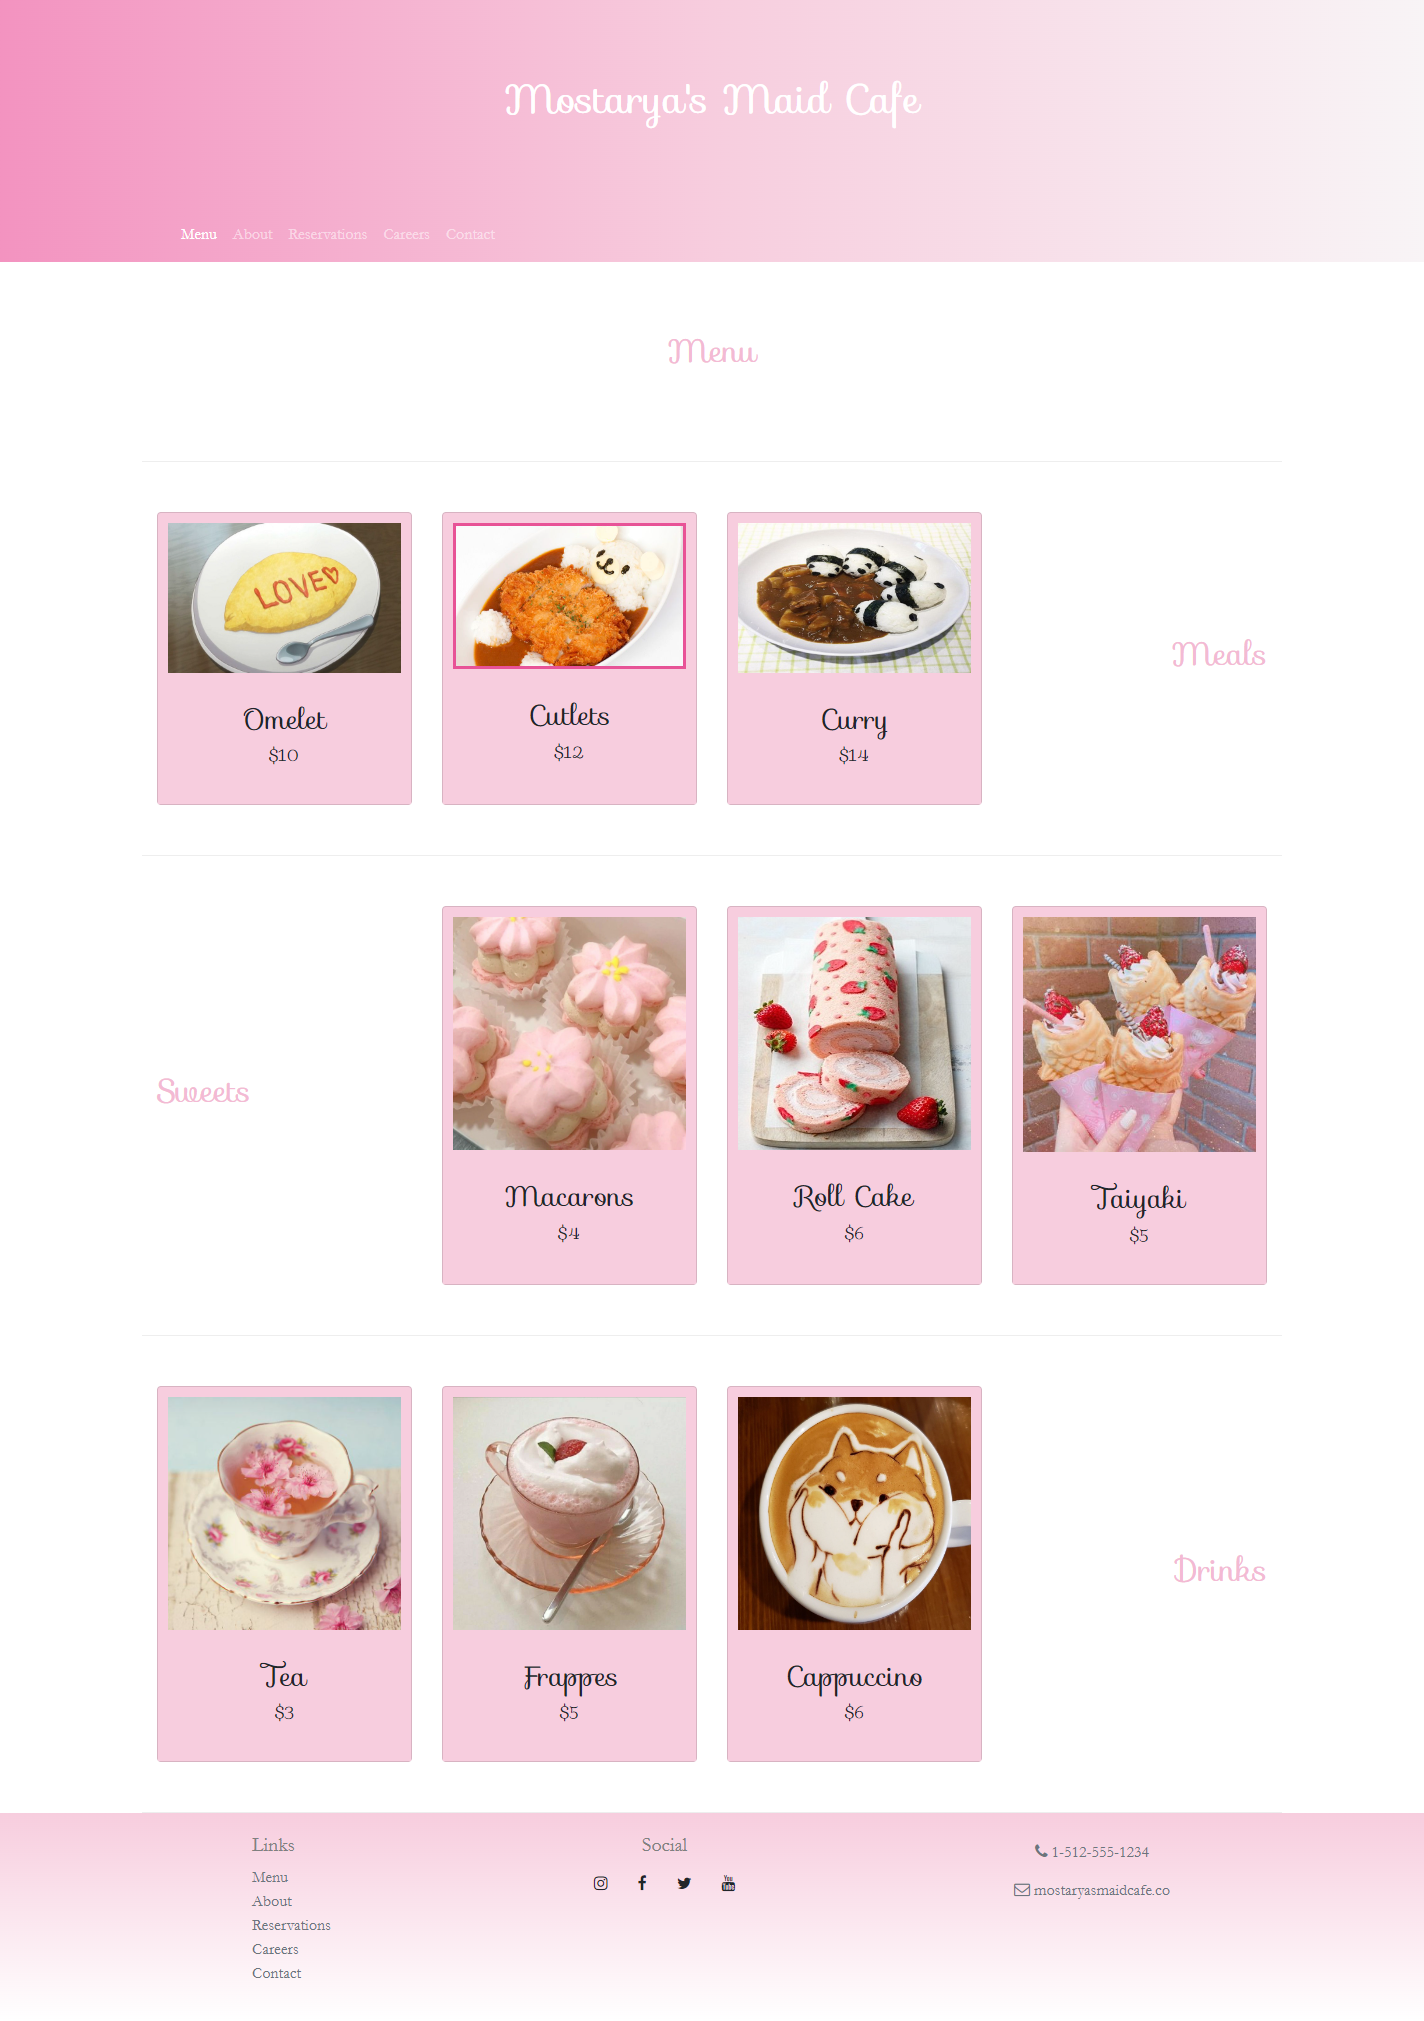 Mostarya's Maid Cafe
Menu About Reservations Careers Contact
Menu
LOVE
Omelet
$10
Cutlets
$12
Curry
$14
Meals
Sweets
Macarons
$4
Roll Cake
$6
Taiyaki
$5
Tea
$3
Frappes
$5
Cappuccino
$6
Drinks
Links
Menu
About
Reservations
Careers
Contact
Social
You
Tube
1-512-555-1234
mostaryasmaidcafe.co